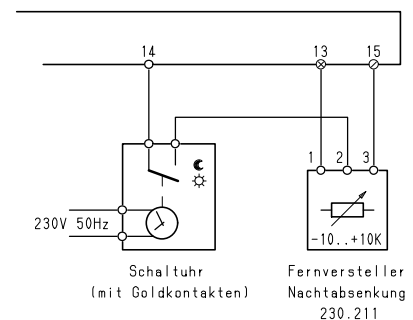 14 13 15
1 2 3
230V 50Hz
-10..+10K
Schaltuhr
(mit Goldkontakten)
Fernversteller
Nachtabsenkung
230.211